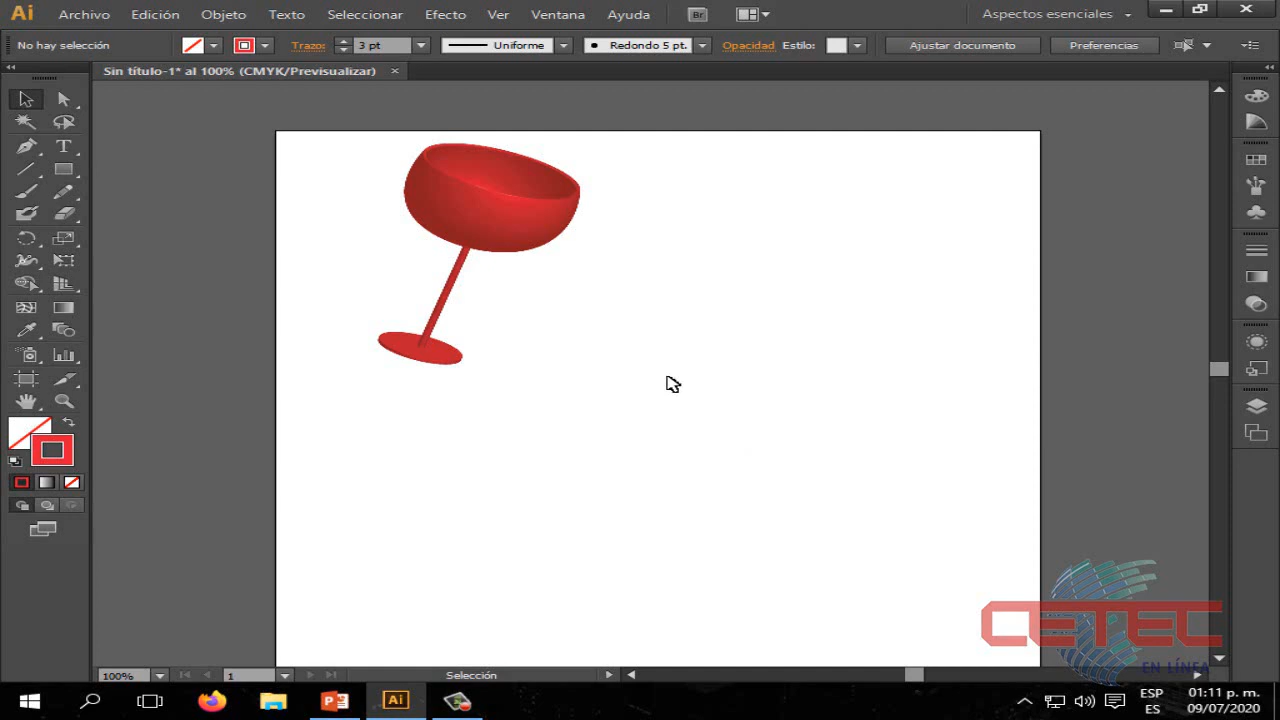 Ai Archivo Edición Objeto Texto Seleccionar Efecto Ver Ventana Ayuda Br Aspectos esenciales
No hay selección Trazo: 3 pt Uniforme Redondo 5 pt. Opacidad Estilo: Ajustar documento Preferencias
Sin título-1* al 100% (CMYK/Previsualizar) ×
T
CETEC
EN LÍNEA
100% 1 Selección
Ai ESP 01:11 p. m.
ES 09/07/2020